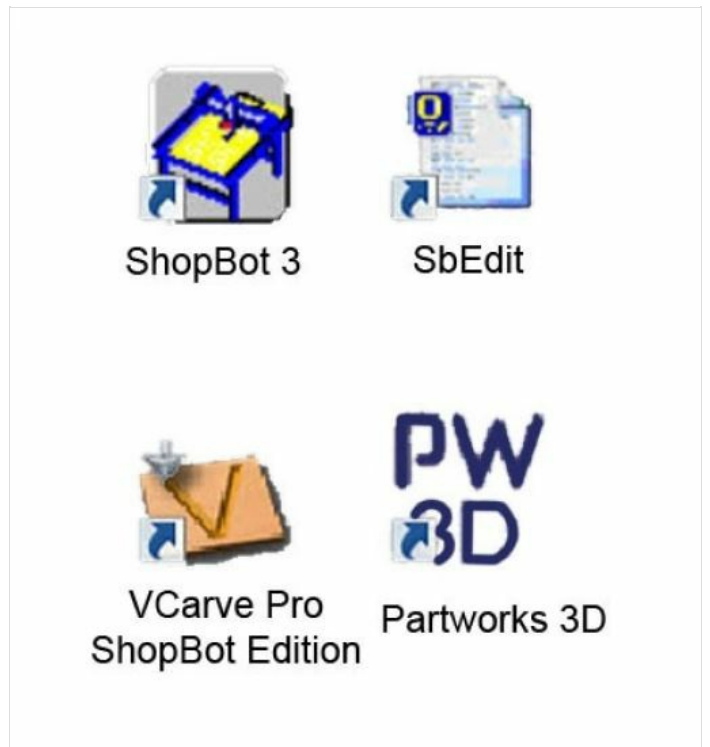 ShopBot 3
SbEdit
V
PW
3D
VCarve Pro
ShopBot Edition
Partworks 3D